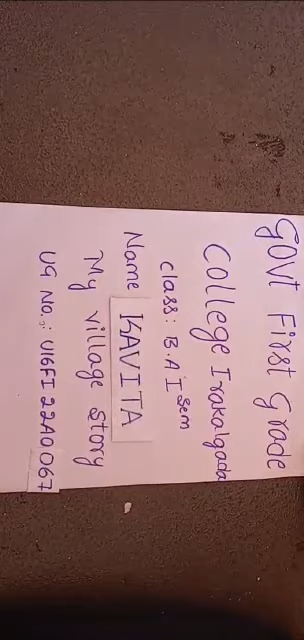 govt First Grade
College Irakalgada
class: B.A I sem
Name KAVITA
My village story
UG No.: U16FI22A0067